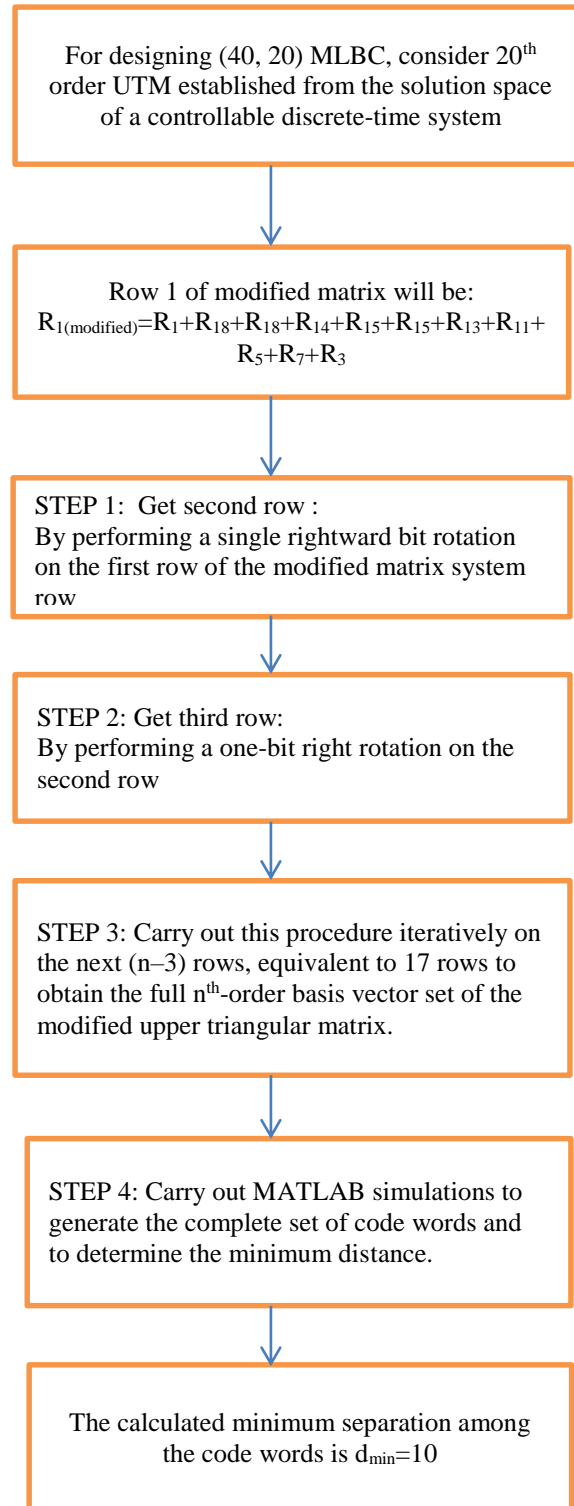 For designing (40, 20) MLBC, consider 20th
order UTM established from the solution space
of a controllable discrete-time system
Row 1 of modified matrix will be:
R1(modified)=R1+R18+R18+R14+R15+R15+R13+R11+
R5+R7+R3
STEP 1: Get second row :
By performing a single rightward bit rotation
on the first row of the modified matrix system
row
STEP 2: Get third row:
By performing a one-bit right rotation on the
second row
STEP 3: Carry out this procedure iteratively on
the next (n–3) rows, equivalent to 17 rows to
obtain the full nth-order basis vector set of the
modified upper triangular matrix.
STEP 4: Carry out MATLAB simulations to
generate the complete set of code words and
to determine the minimum distance.
The calculated minimum separation among
the code words is dmin=10